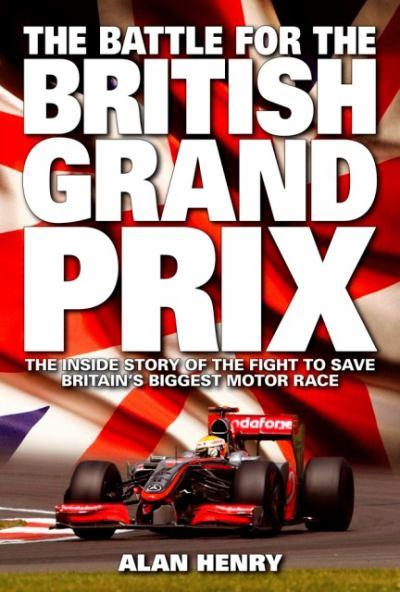 THE BATTLE FOR THE
BRITISH
GRAND
PRIX
THE INSIDE STORY OF THE FIGHT TO SAVE
BRITAIN'S BIGGEST MOTOR RACE
vodafone
ALAN HENRY